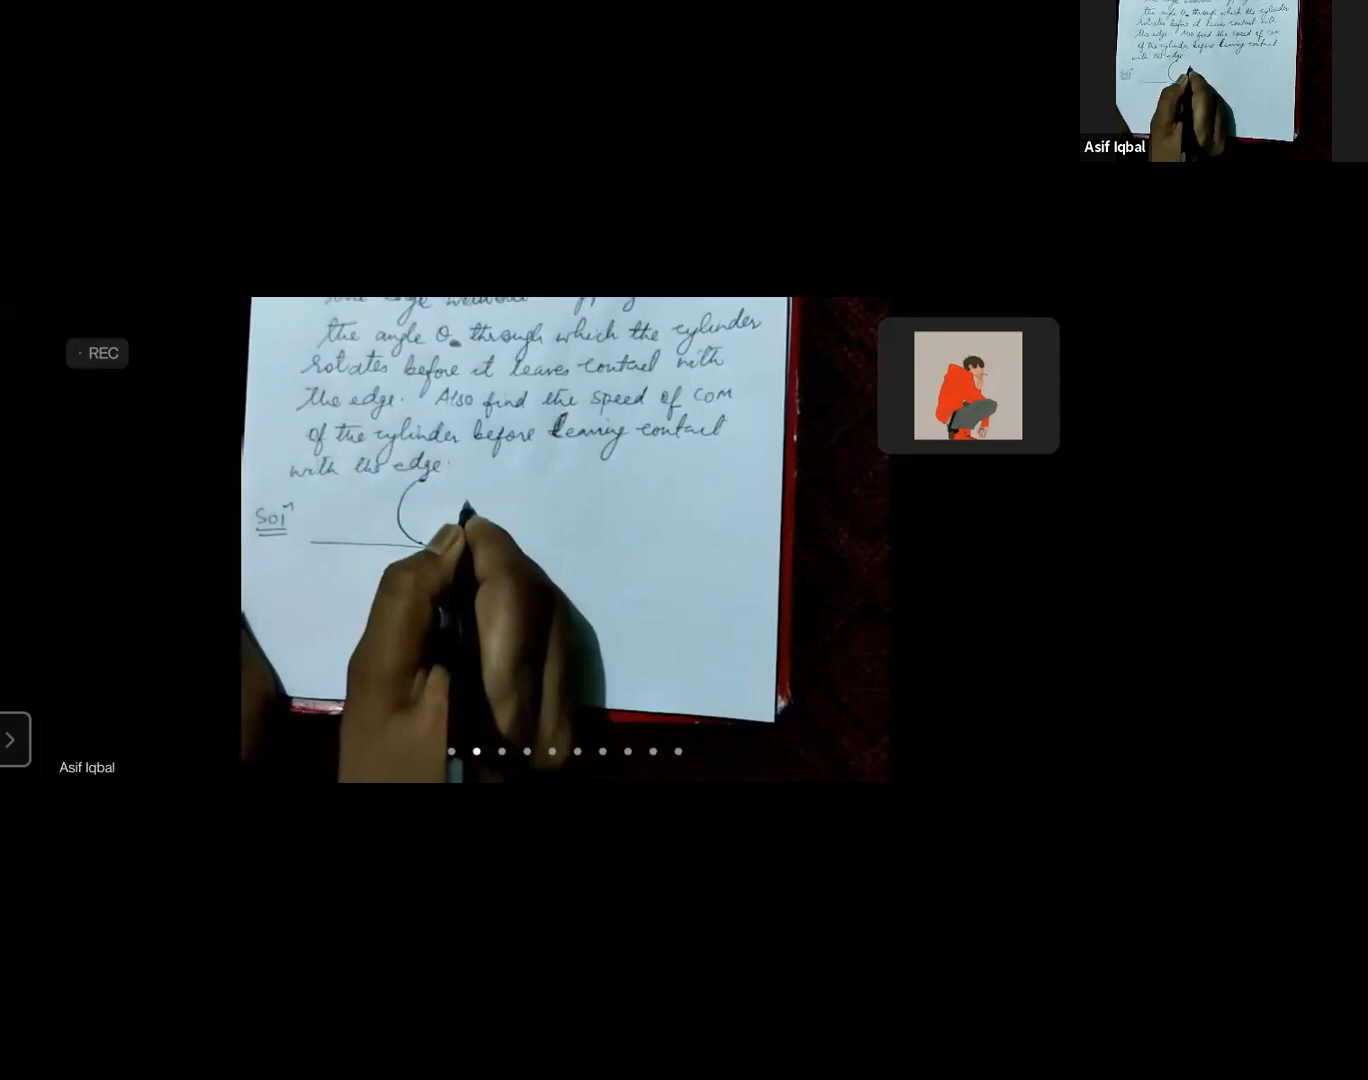 Asif Iqbal
REC
the angle θ through which the cylinder
rotates before it leaves contact with
the edge. Also find the speed of COM
of the cylinder before leaving contact
with the edge.
Solⁿ
Asif Iqbal